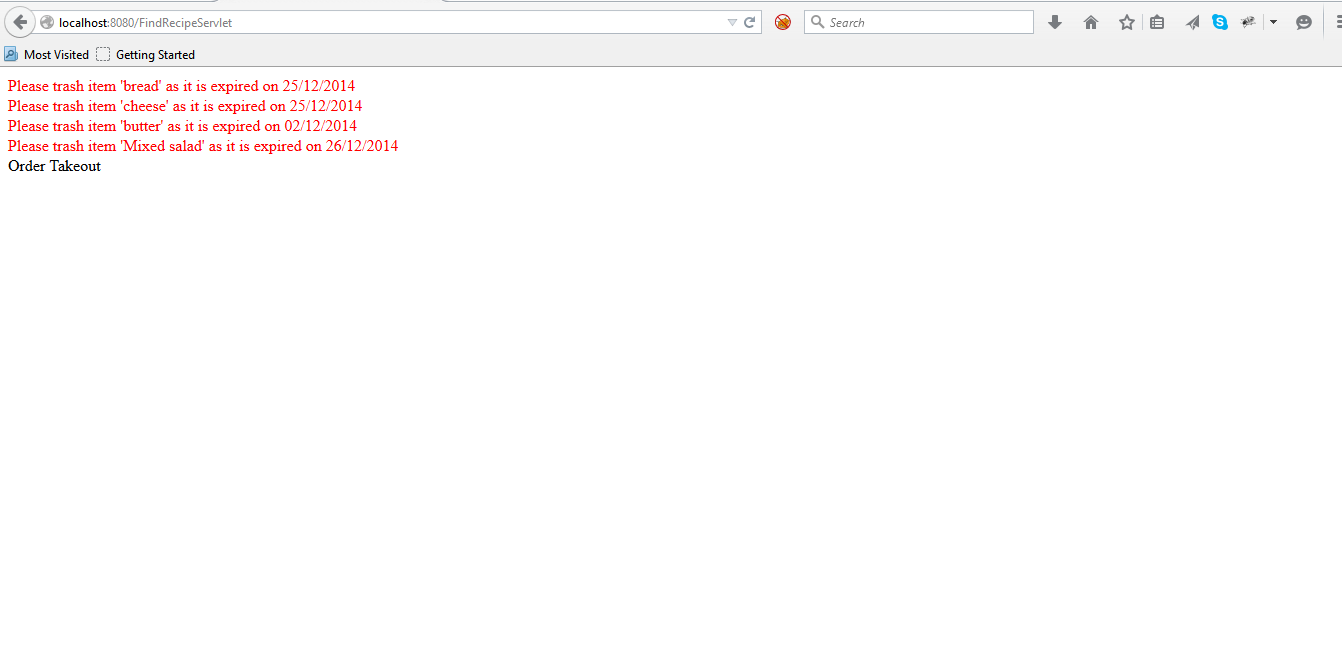 localhost:8080/FindRecipeServlet
Search
Most Visited Getting Started
Please trash item 'bread' as it is expired on 25/12/2014
Please trash item 'cheese' as it is expired on 25/12/2014
Please trash item 'butter' as it is expired on 02/12/2014
Please trash item 'Mixed salad' as it is expired on 26/12/2014
Order Takeout